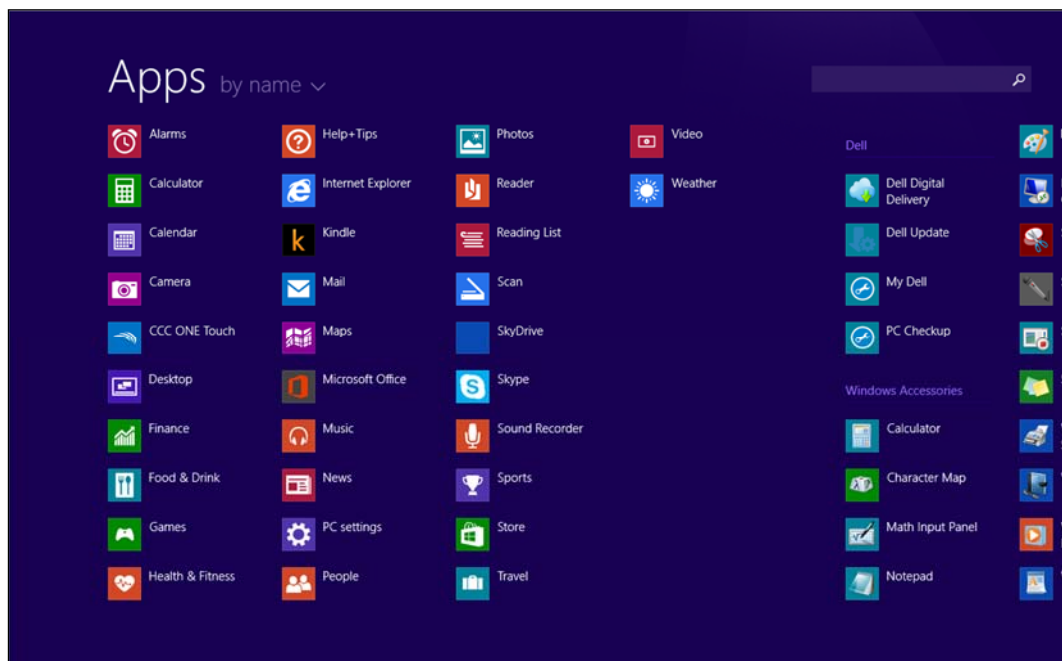 Apps by name
Alarms
Calculator
Calendar
Camera
CCC ONE Touch
Desktop
Finance
Food & Drink
Games
Health & Fitness
Help+Tips
Internet Explorer
Kindle
Mail
Maps
Microsoft Office
Music
News
PC settings
People
Photos
Reader
Reading List
Scan
SkyDrive
Skype
Sound Recorder
Sports
Store
Travel
Video
Weather
Dell
Dell Digital
Delivery
Dell Update
My Dell
PC Checkup
Windows Accessories
Calculator
Character Map
Math Input Panel
Notepad